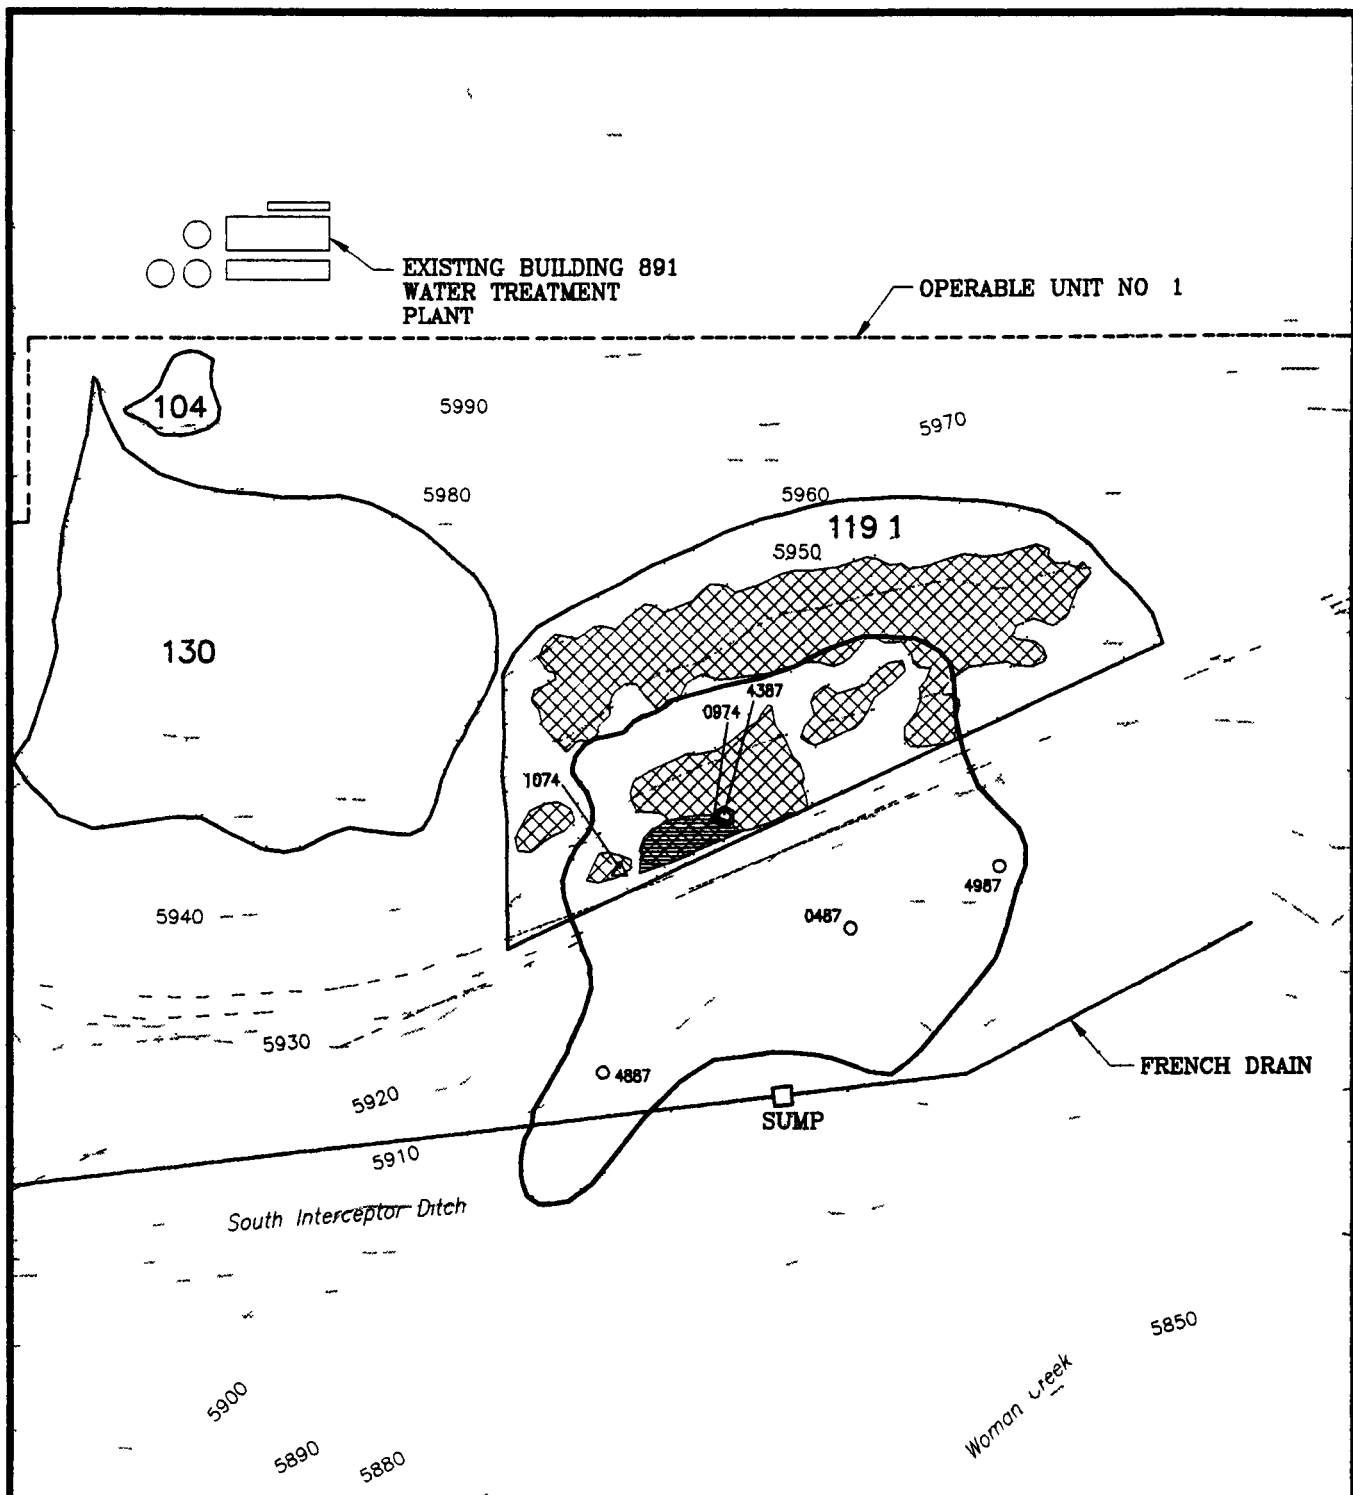 EXISTING BUILDING 891
WATER TREATMENT
PLANT
OPERABLE UNIT NO 1
104
5990
5970
5980
5960
119 1
5950
130
4387
0974
1074
4987
0487
5940
5930
4887
FRENCH DRAIN
5920
SUMP
5910
South Interceptor Ditch
5850
Woman Creek
5900
5890
5880